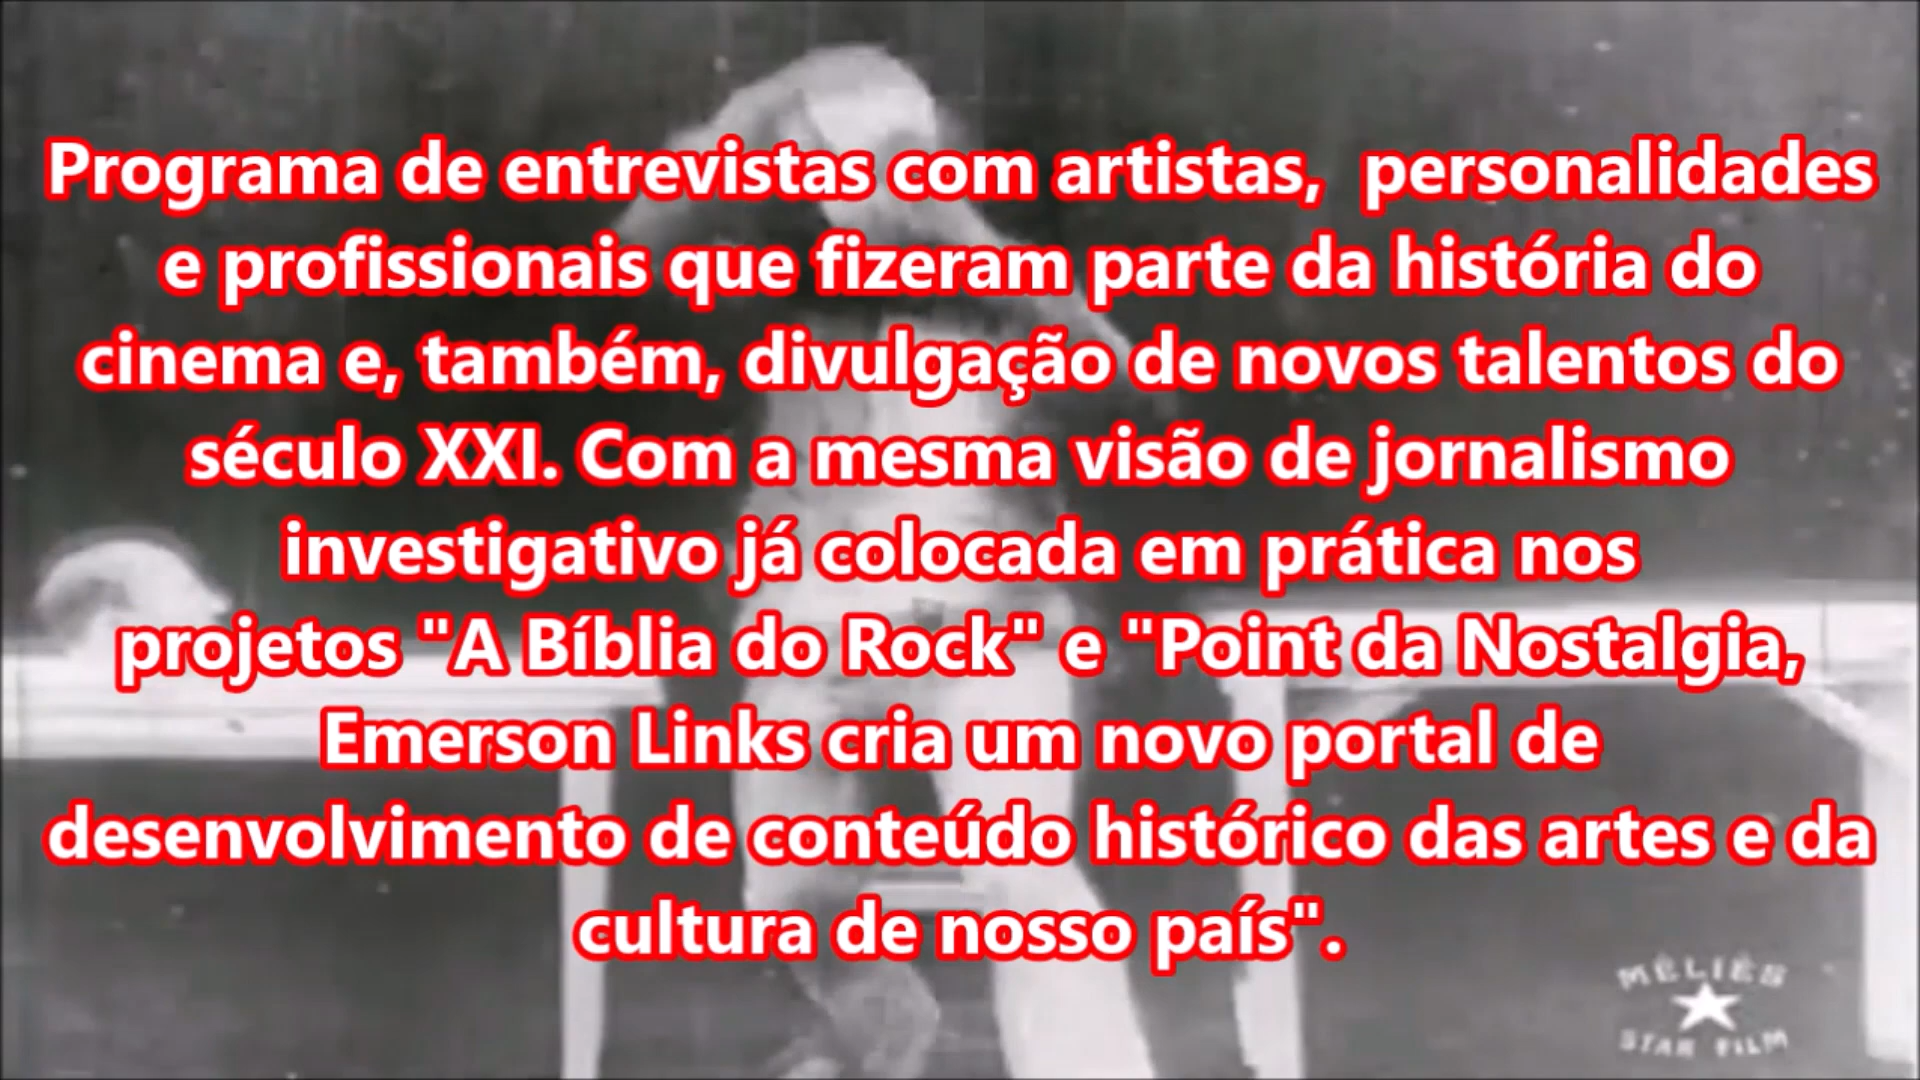 Programa de entrevistas com artistas,  personalidades
e profissionais que fizeram parte da história do
cinema e, também, divulgação de novos talentos do
século XXI. Com a mesma visão de jornalismo
investigativo já colocada em prática nos
projetos "A Bíblia do Rock" e "Point da Nostalgia,
Emerson Links cria um novo portal de
desenvolvimento de conteúdo histórico das artes e da
cultura de nosso país".
MÉLIÈS
STAR FILM